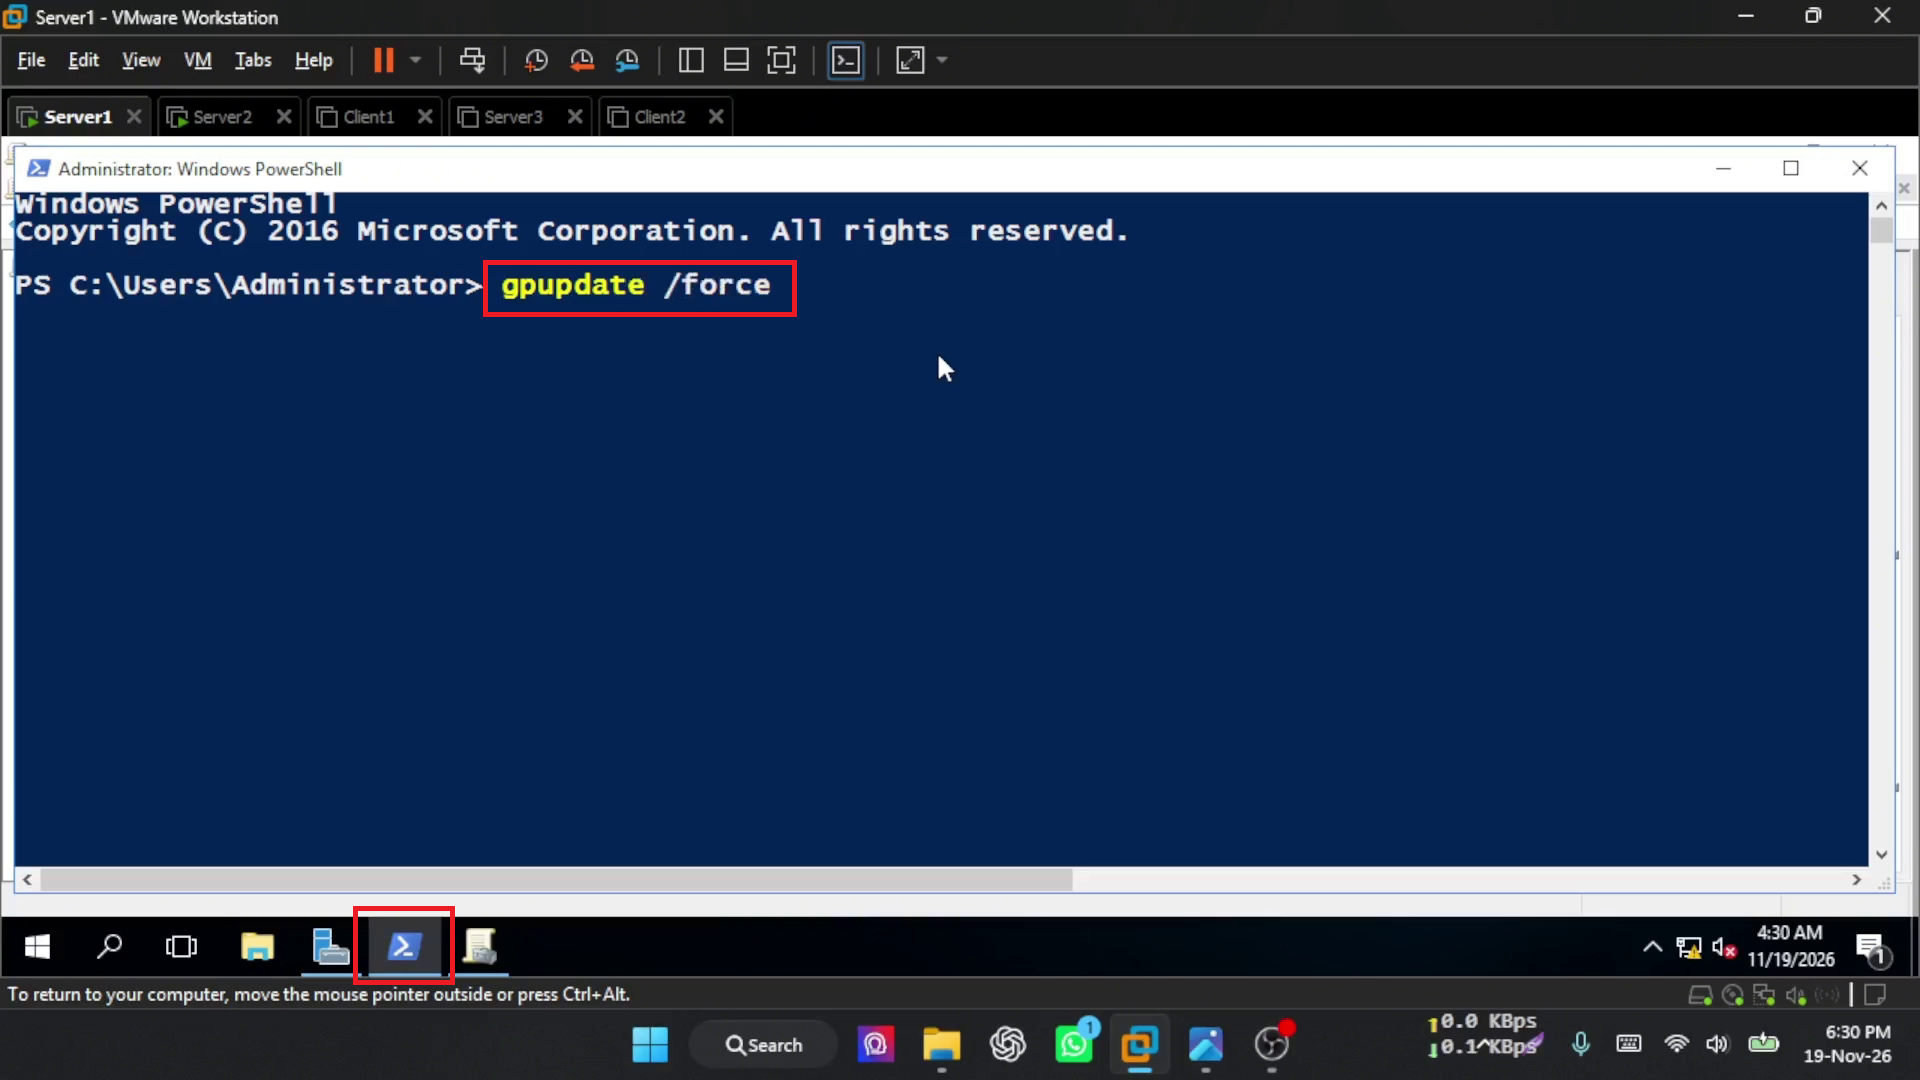 Server1 - VMware Workstation
File Edit View VM Tabs Help
Server1 Server2 Client1 Server3 Client2
Administrator: Windows PowerShell
Windows PowerShell
Copyright (C) 2016 Microsoft Corporation. All rights reserved.
PS C:\Users\Administrator> gpupdate /force
4:30 AM
11/19/2026
1
To return to your computer, move the mouse pointer outside or press Ctrl+Alt.
Search
1
0.0 KBps
0.1 KBps
6:30 PM
19-Nov-26